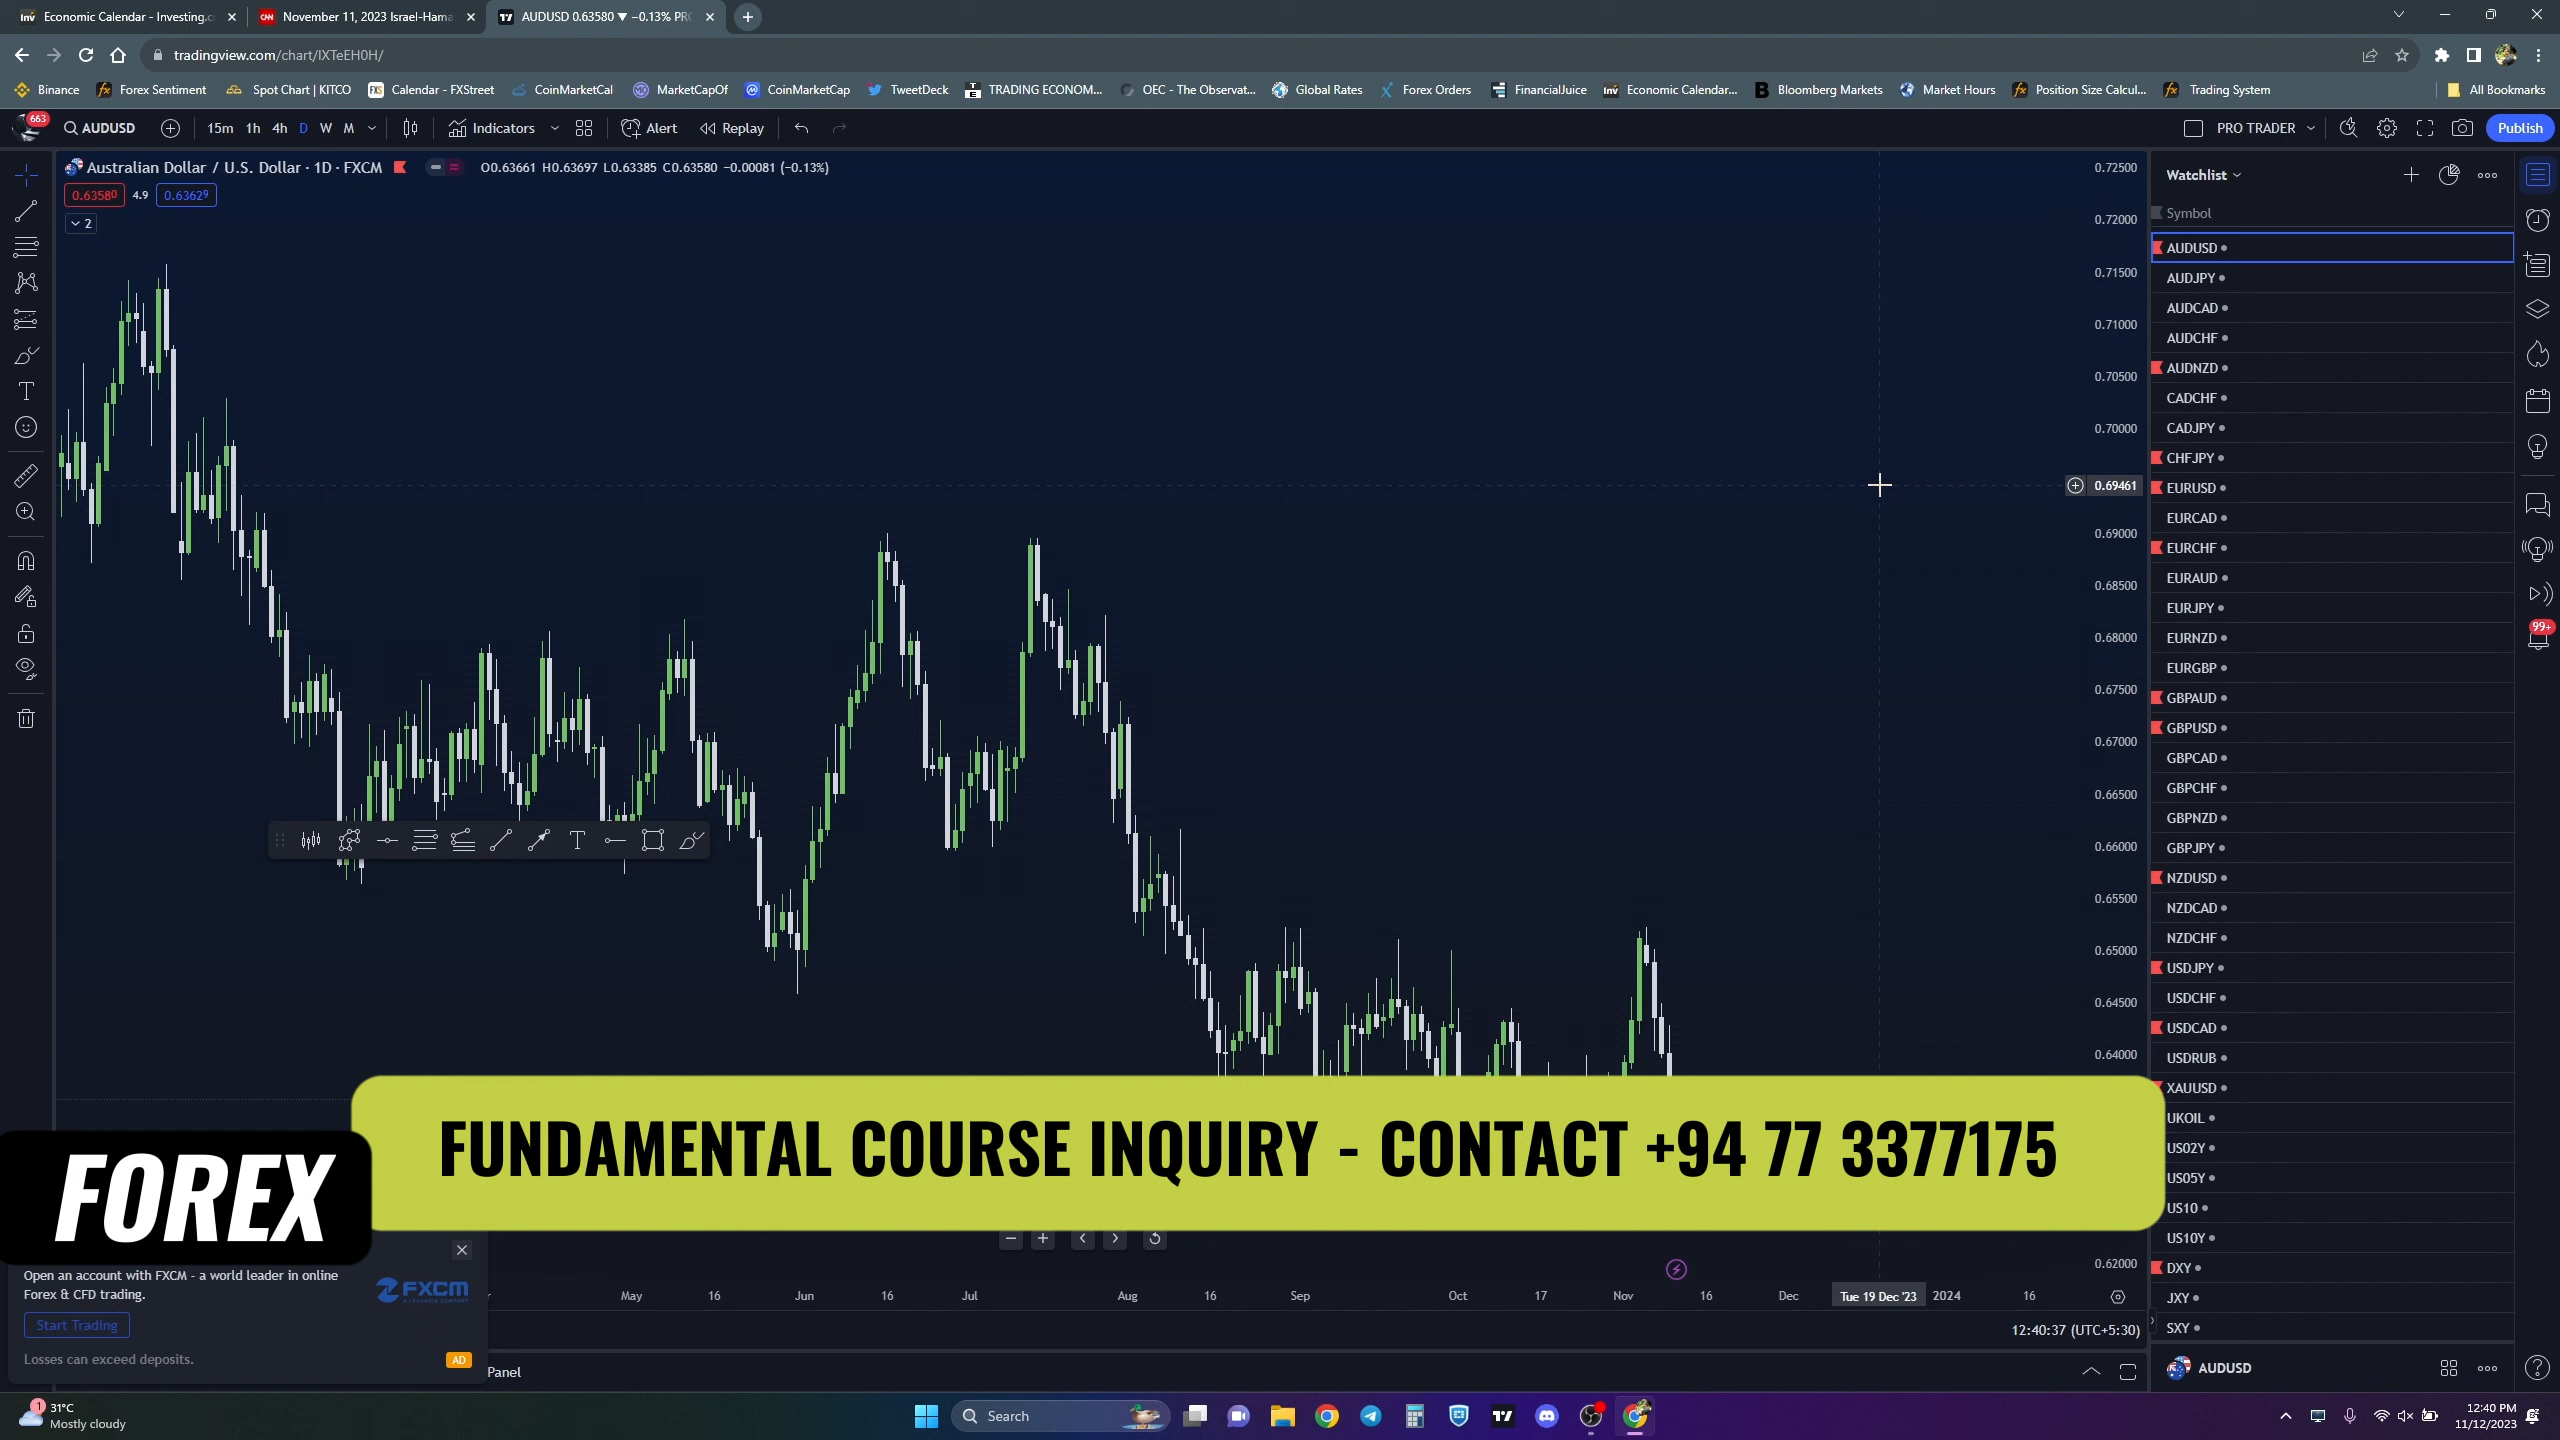 Economic Calendar - Investing.c
November 11, 2023 Israel-Hama
AUDUSD 0.63580 ▼ −0.13% PR
tradingview.com/chart/lXTeEH0H/
Binance
Forex Sentiment
Spot Chart | KITCO
Calendar - FXStreet
CoinMarketCal
MarketCapOf
CoinMarketCap
TweetDeck
TRADING ECONOM...
OEC - The Observat...
Global Rates
Forex Orders
FinancialJuice
Economic Calendar...
Bloomberg Markets
Market Hours
Position Size Calcul...
Trading System
All Bookmarks
663
AUDUSD
15m 1h 4h D W M
Indicators
Alert
Replay
PRO TRADER
Publish
Australian Dollar / U.S. Dollar · 1D · FXCM
O0.63661 H0.63697 L0.63385 C0.63580 −0.00081 (−0.13%)
0.63580 4.9 0.63629
2
0.72500
0.72000
0.71500
0.71000
0.70500
0.70000
0.69461
0.69000
0.68500
0.68000
0.67500
0.67000
0.66500
0.66000
0.65500
0.65000
0.64500
0.64000
0.62000
Watchlist
Symbol
AUDUSD
AUDJPY
AUDCAD
AUDCHF
AUDNZD
CADCHF
CADJPY
CHFJPY
EURUSD
EURCAD
EURCHF
EURAUD
EURJPY
EURNZD
EURGBP
GBPAUD
GBPUSD
GBPCAD
GBPCHF
GBPNZD
GBPJPY
NZDUSD
NZDCAD
NZDCHF
USDJPY
USDCHF
USDCAD
USDRUB
XAUUSD
UKOIL
US02Y
US05Y
US10
US10Y
DXY
JXY
SXY
99+
FUNDAMENTAL COURSE INQUIRY - CONTACT +94 77 3377175
FOREX
Open an account with FXCM - a world leader in online
Forex & CFD trading.
FXCM
Start Trading
Losses can exceed deposits.
AD
May 16 Jun 16 Jul Aug 16 Sep Oct 17 Nov 16 Dec Tue 19 Dec '23 2024 16
12:40:37 (UTC+5:30)
Panel
AUDUSD
1
31°C
Mostly cloudy
Search
12:40 PM
11/12/2023